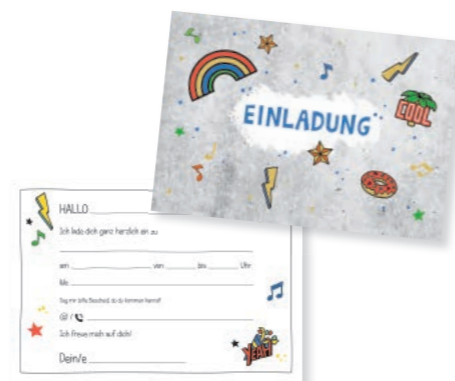 EINLADUNG
COOL
HALLO
Ich lade dich ganz herzlich ein zu
am von bis Uhr
Wo
Sag mir bitte Bescheid, ob du kommen kannst!
@ /
Ich freue mich auf dich!
Dein/e
YEAH!